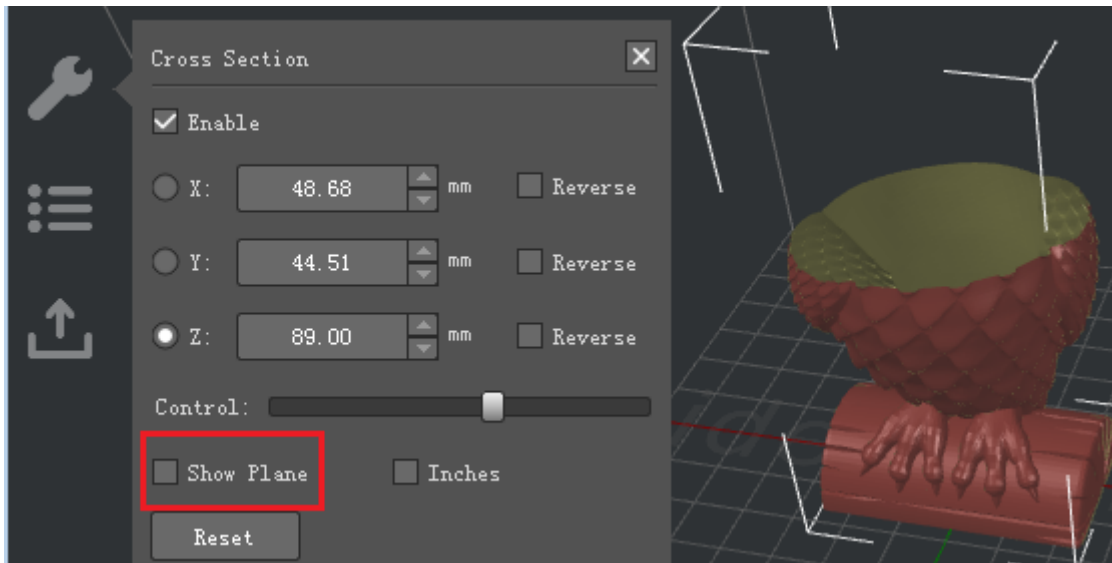 Cross Section
Enable
X: 48.68 mm Reverse
Y: 44.51 mm Reverse
Z: 89.00 mm Reverse
Control:
Show Plane Inches
Reset